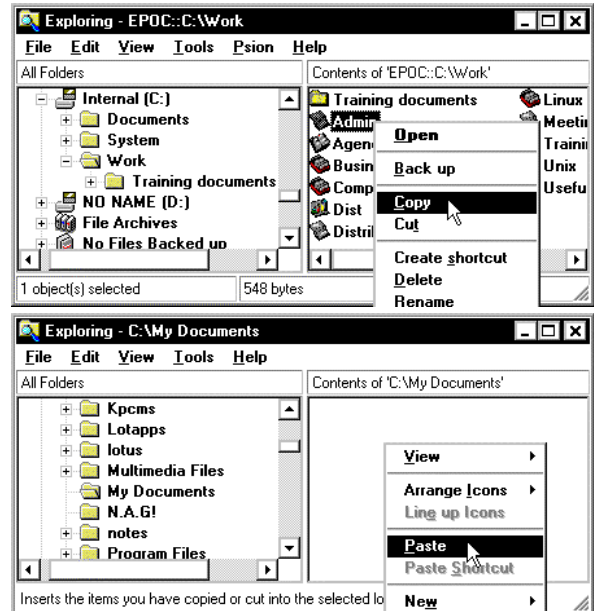 Exploring - EPOC::C:\Work
File Edit View Tools Psion Help
All Folders
Contents of 'EPOC::C:\Work'
Internal (C:)
Documents
System
Work
Training documents
NO NAME (D:)
File Archives
No Files Backed up
Training documents
Admin
Agen
Busin
Comp
Dist
Distril
Linux
Meetin
Traini
Unix
Usefu
Open
Back up
Copy
Cut
Create shortcut
Delete
Rename
1 object(s) selected
548 bytes
Exploring - C:\My Documents
File Edit View Tools Help
All Folders
Contents of 'C:\My Documents'
Kpcms
Lotapps
lotus
Multimedia Files
My Documents
N.A.G!
notes
Program Files
View
Arrange Icons
Line up Icons
Paste
Paste Shortcut
New
Inserts the items you have copied or cut into the selected lo